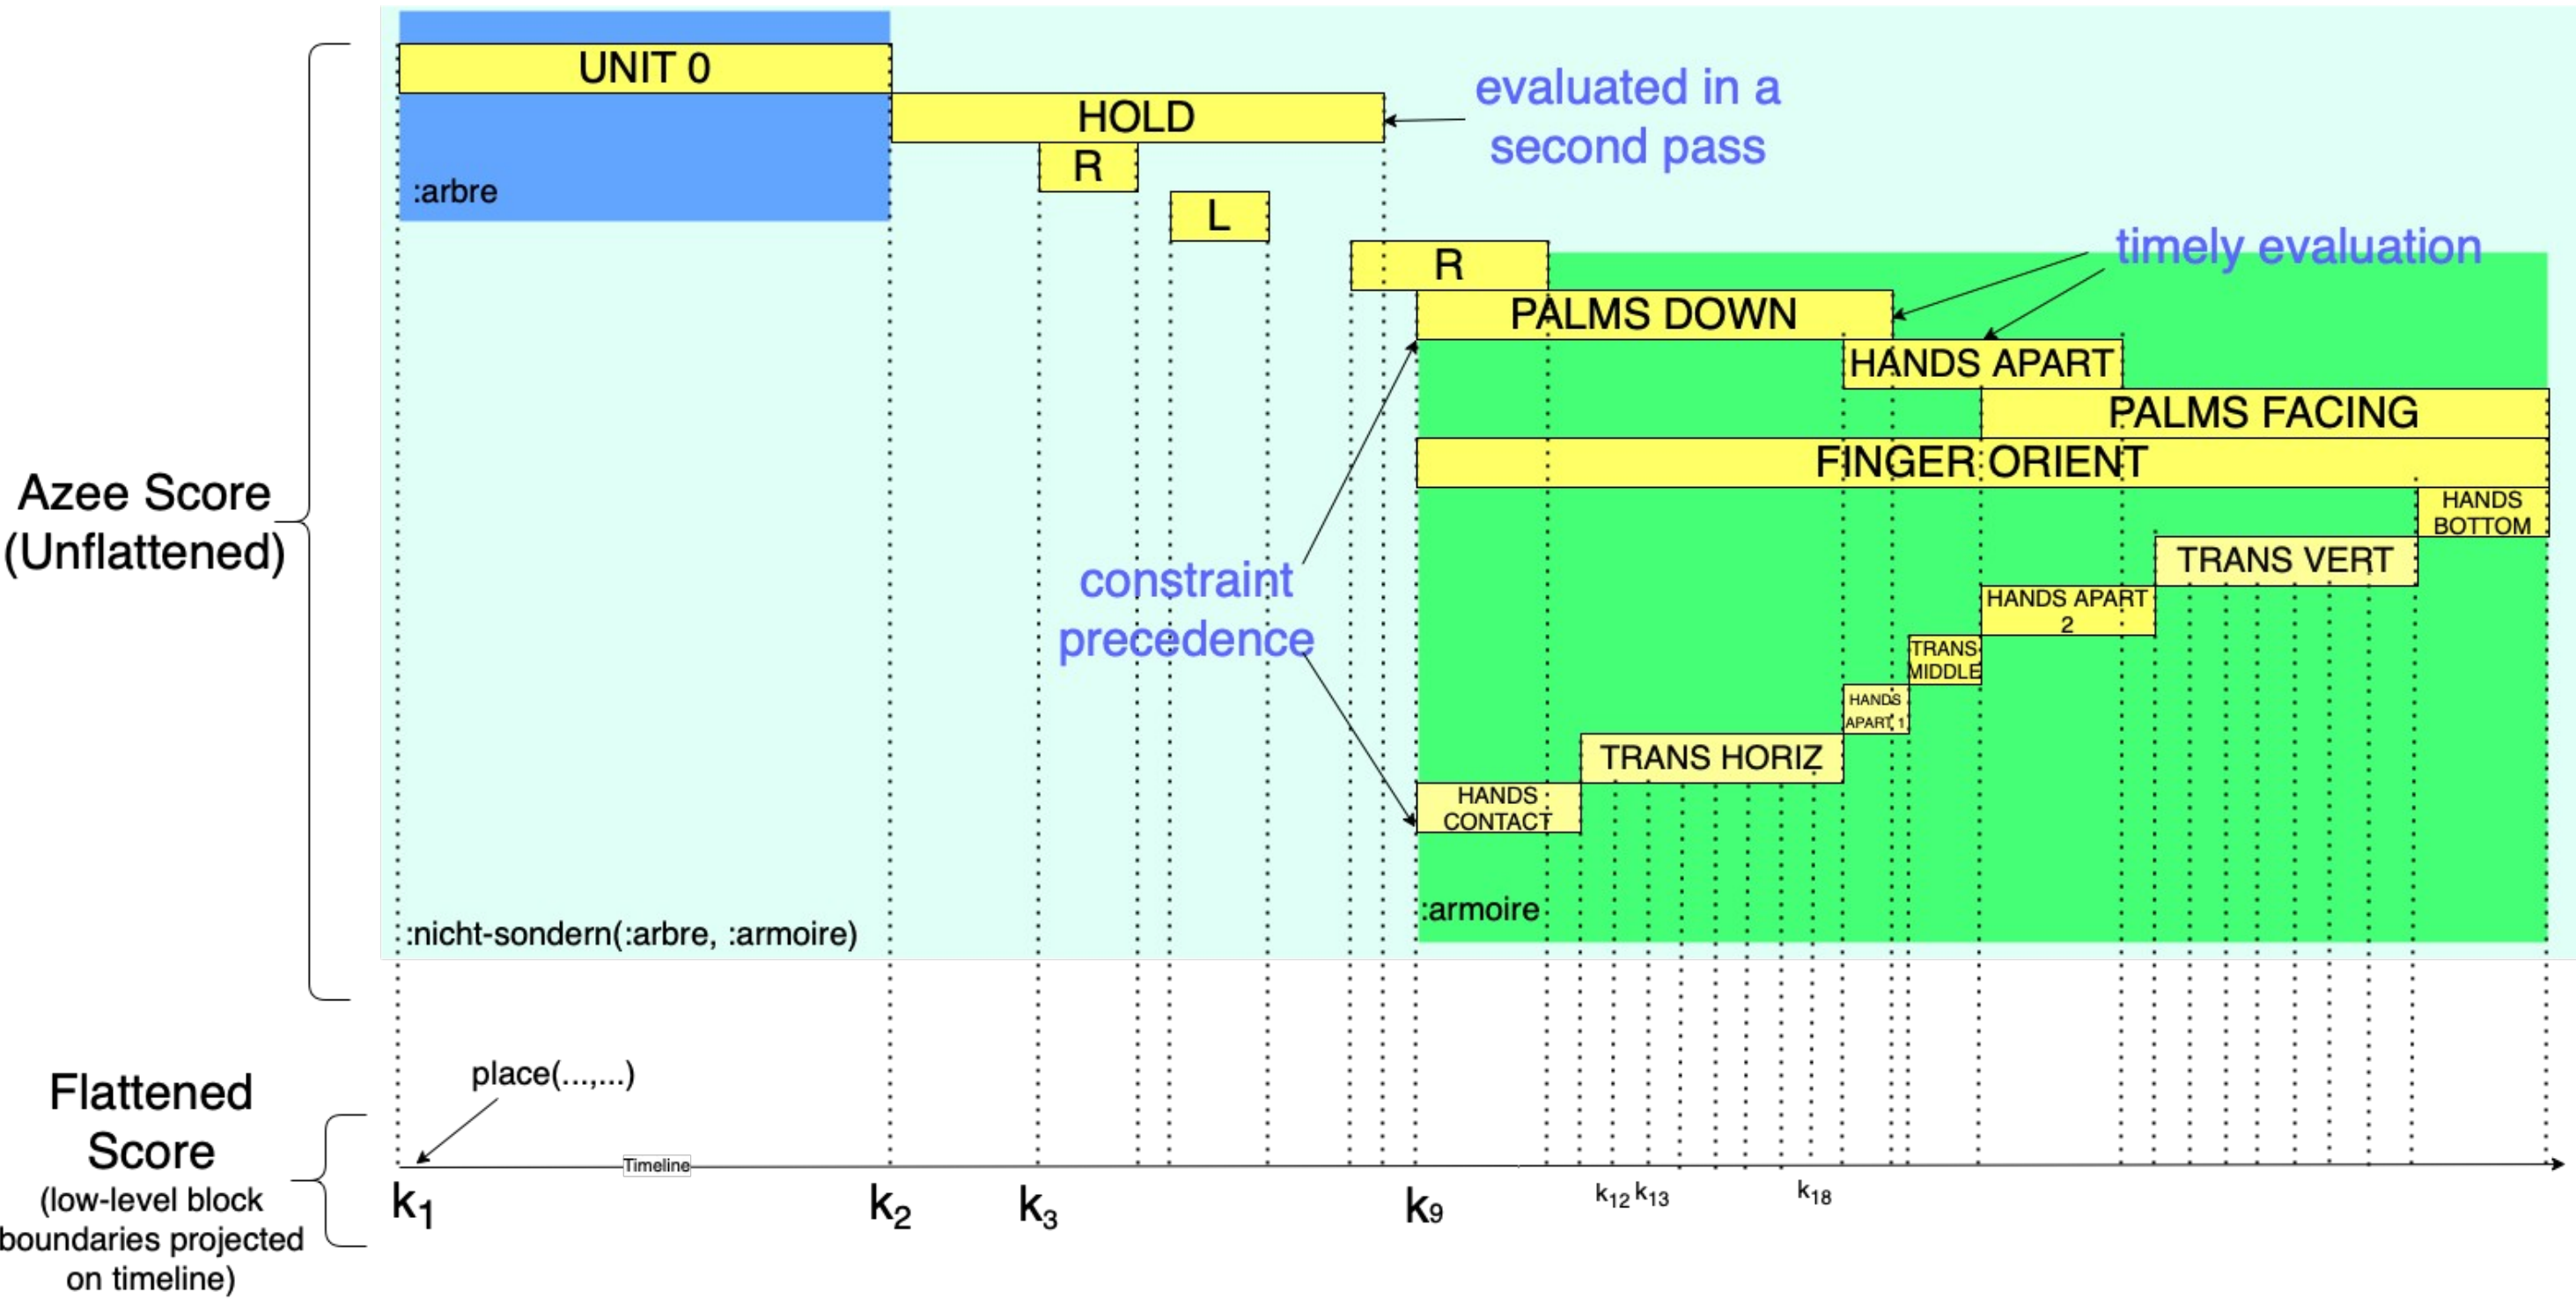 UNIT 0
HOLD
R
L
R
:arbre
evaluated in a
second pass
timely evaluation
PALMS DOWN
HANDS APART
PALMS FACING
FINGER ORIENT
HANDS
BOTTOM
TRANS VERT
HANDS APART
2
TRANS
MIDDLE
HANDS
APART 1
TRANS HORIZ
HANDS
CONTACT
constraint
precedence
:armoire
:nicht-sondern(:arbre, :armoire)
Azee Score
(Unflattened)
Flattened
Score
(low-level block
boundaries projected
on timeline)
place(...,...)
Timeline
k1
k2
k3
k9
k12 k13
k18